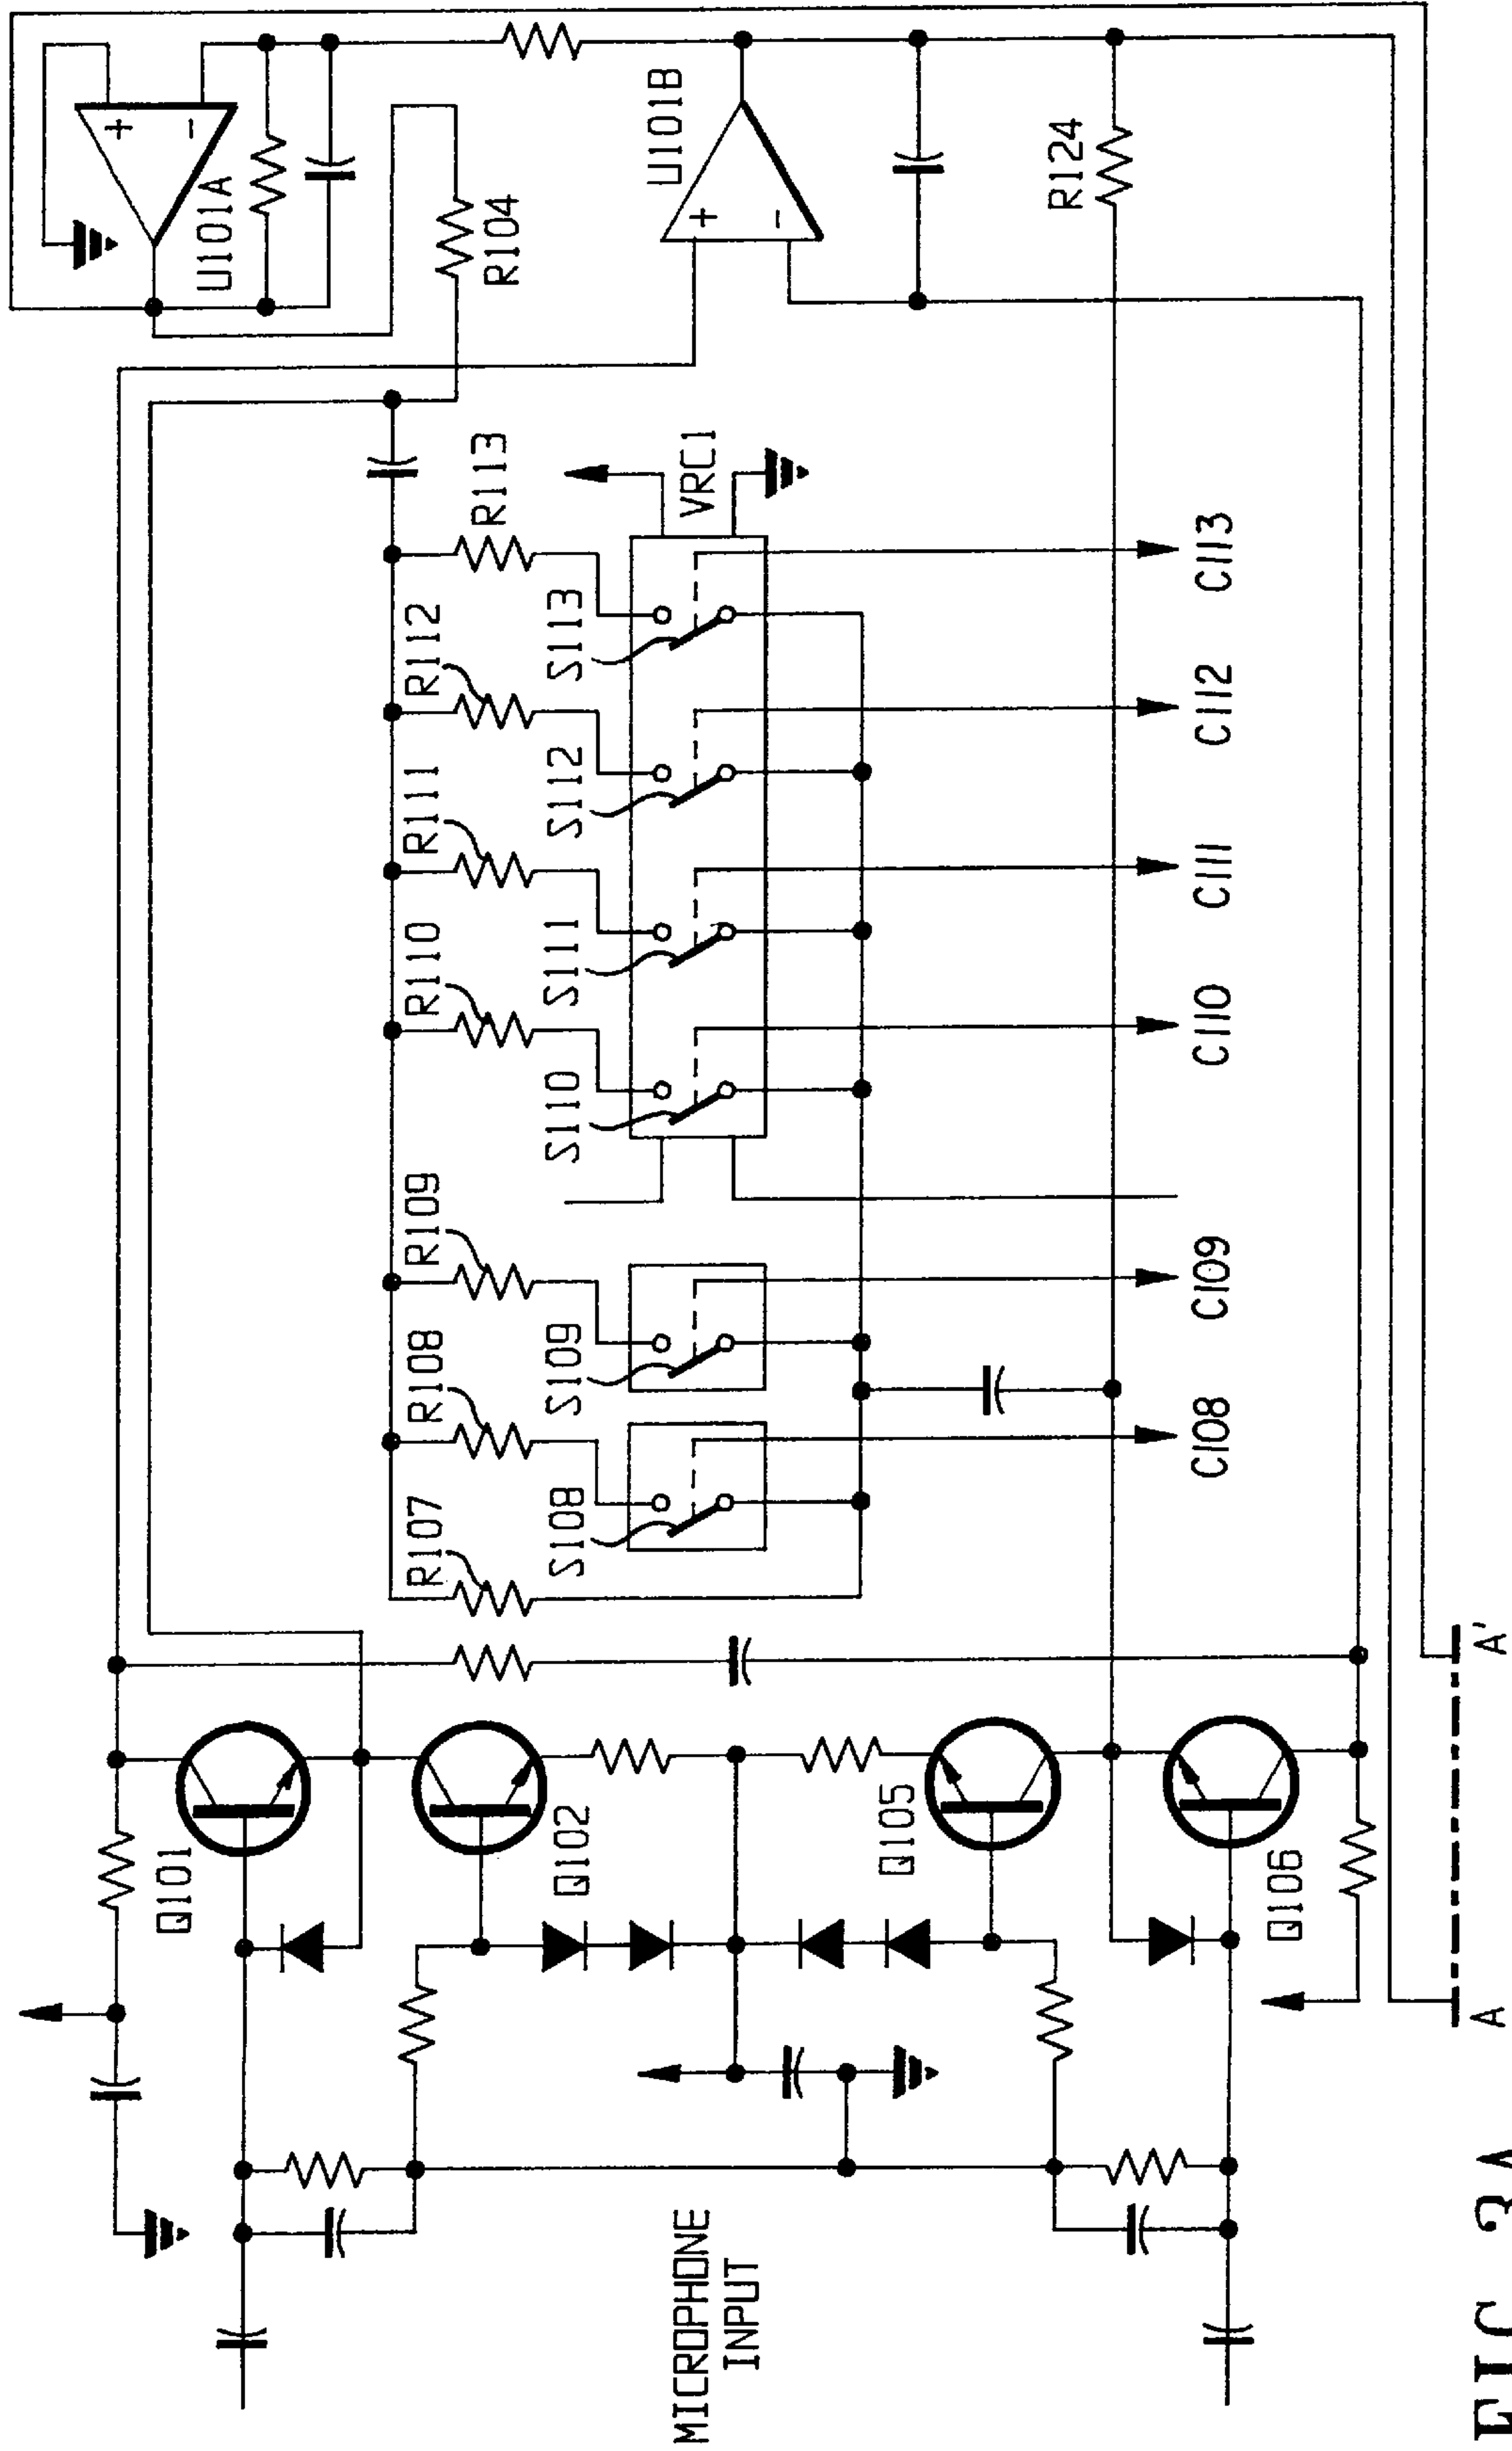 MICROPHONE
INPUT
Q101
Q102
Q105
Q106
R107
R108
R109
R110
R111
R112
R113
S108
S109
S110
S111
S112
S113
VRC1
C108
C109
C110
C111
C112
C113
+
-
U101A
R104
U101B
+
-
R124
A
A'